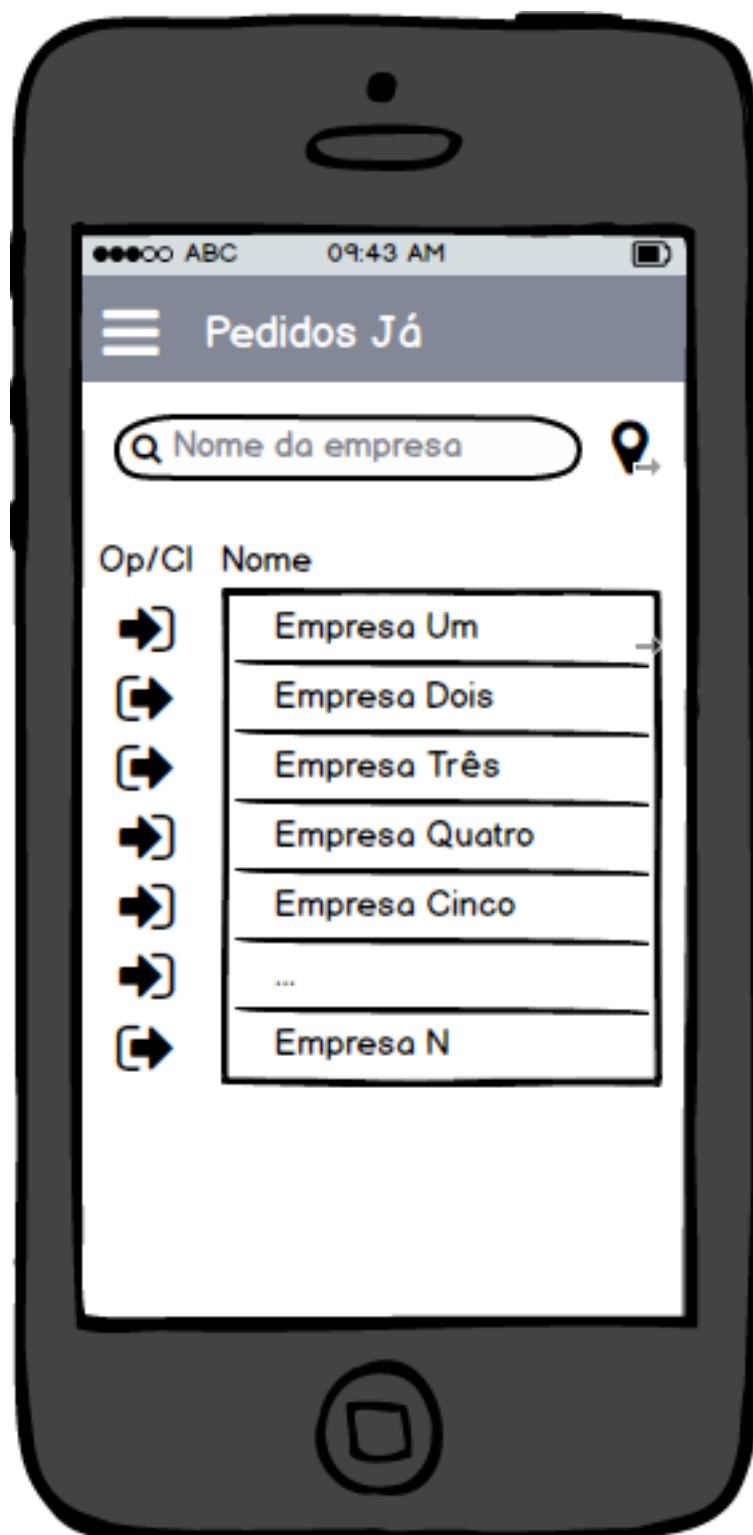 ABC 09:43 AM
Pedidos Já
Nome da empresa
Op/Cl Nome
Empresa Um
Empresa Dois
Empresa Três
Empresa Quatro
Empresa Cinco
...
Empresa N